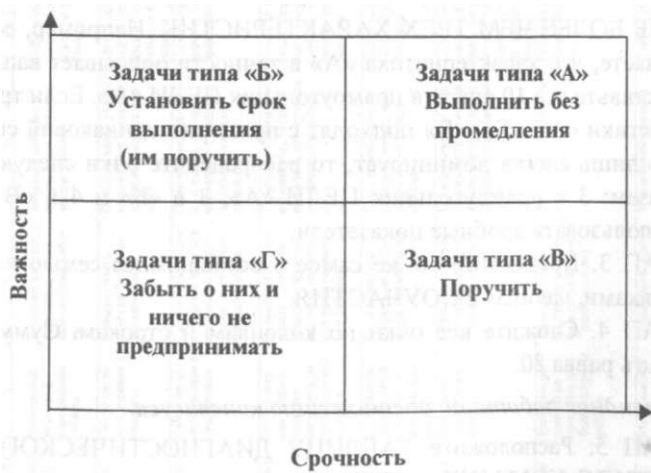 Задачи типа «Б»
Установить срок
выполнения
(им поручить)
Задачи типа «А»
Выполнить без
промедления
Важность
Задачи типа «Г»
Забыть о них и
ничего не
предпринимать
Задачи типа «В»
Поручить
Срочность